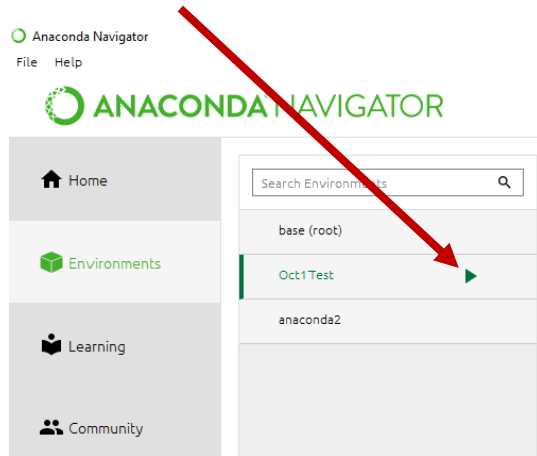 Anaconda Navigator
File Help
ANACONDA NAVIGATOR
Home
Search Environments
base (root)
Environments
Oct1Test
anaconda2
Learning
Community